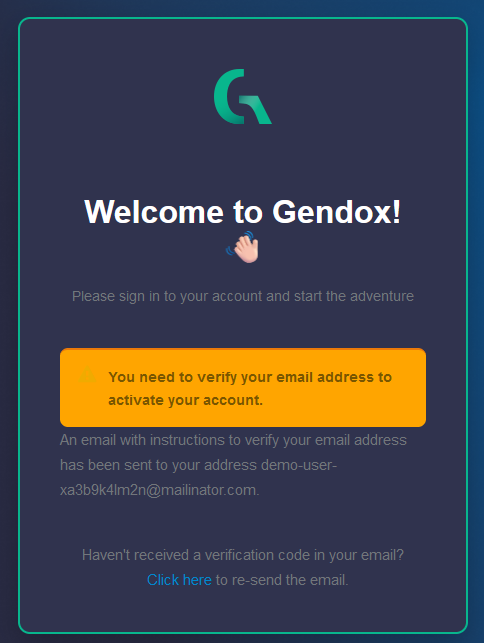 Welcome to Gendox!
Please sign in to your account and start the adventure
You need to verify your email address to
activate your account.
An email with instructions to verify your email address
has been sent to your address demo-user-
xa3b9k4lm2n@mailinator.com.
Haven't received a verification code in your email?
Click here to re-send the email.